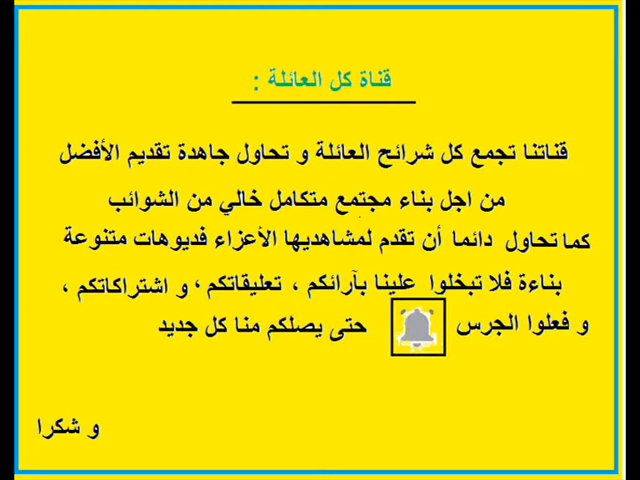 قناة كل العائلة :
قناتنا تجمع كل شرائح العائلة و تحاول جاهدة تقديم الأفضل
من اجل بناء مجتمع متكامل خالي من الشوائب
كما تحاول دائما أن تقدم لمشاهديها الأعزاء فديوهات متنوعة
بناءة فلا تبخلوا علينا بآرائكم ، تعليقاتكم ، و اشتراكاتكم ،
و فعلوا الجرس حتى يصلكم منا كل جديد
و شكرا